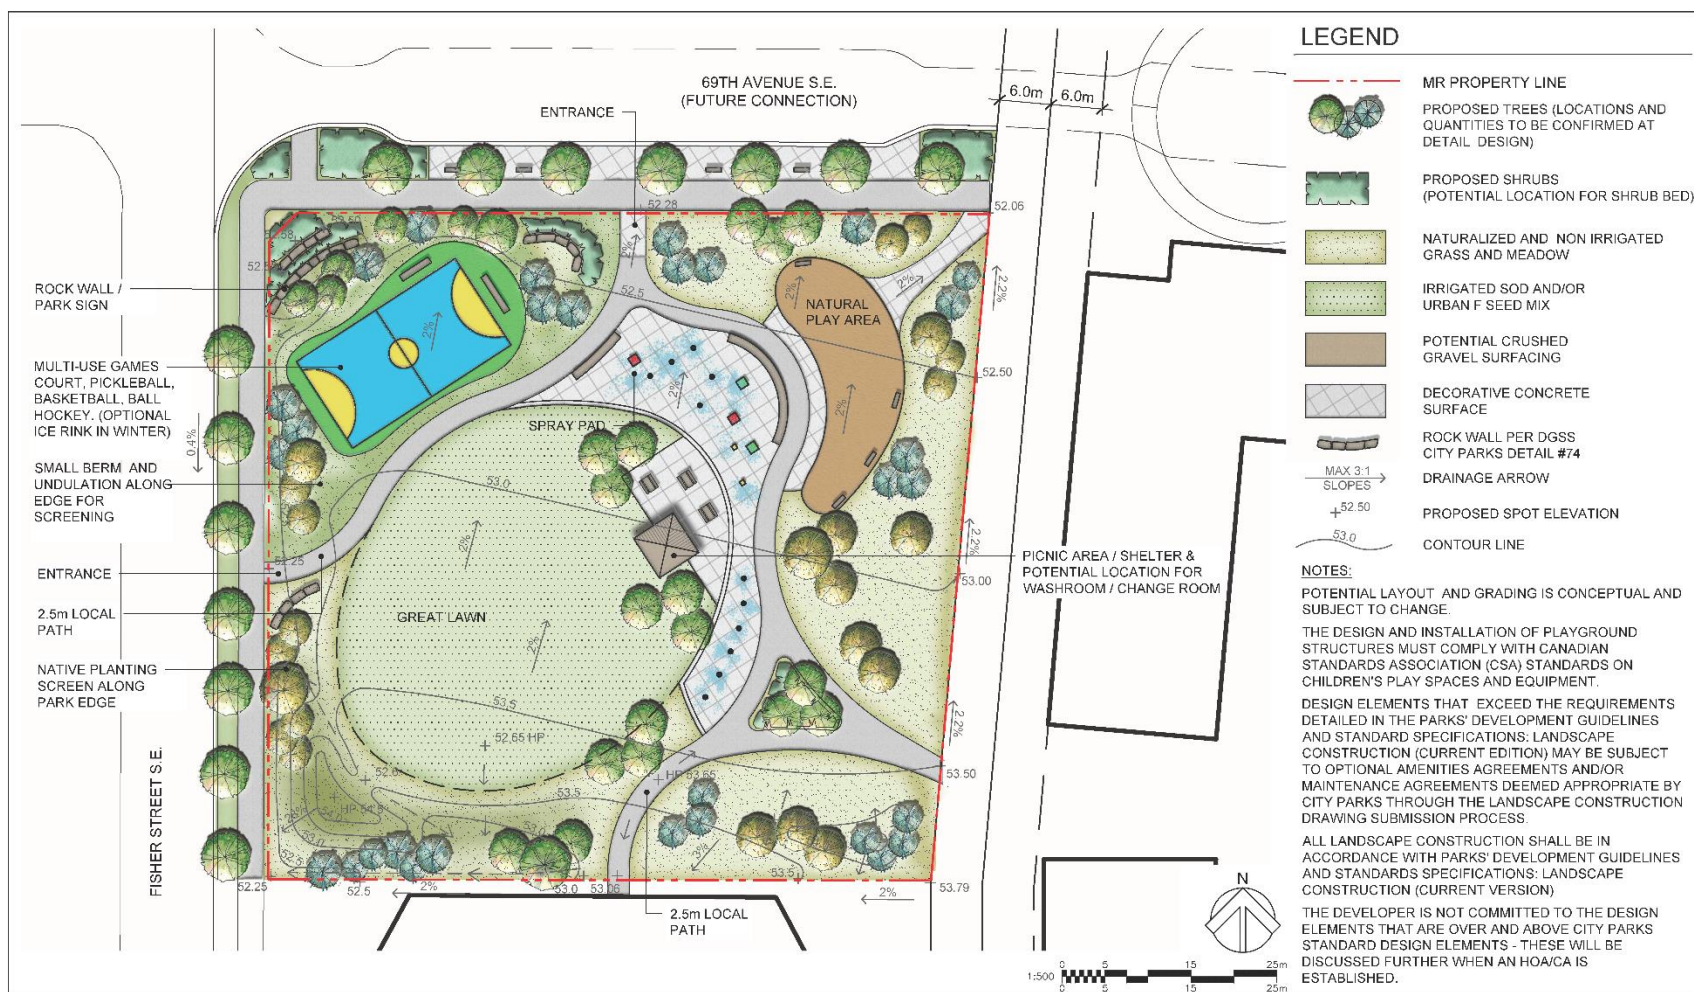 69TH AVENUE S.E.
(FUTURE CONNECTION)
6.0m
6.0m
ENTRANCE
52.28
52.06
52.50
52.58
2%
2.2%
ROCK WALL /
PARK SIGN
52.5
2%
2%
2%
NATURAL
PLAY AREA
MULTI-USE GAMES
COURT, PICKLEBALL,
BASKETBALL, BALL
HOCKEY. (OPTIONAL
ICE RINK IN WINTER)
52.50
2%
2%
0.4%
SPRAY PAD
SMALL BERM AND
UNDULATION ALONG
EDGE FOR
SCREENING
53.0
2%
2.2%
52.25
ENTRANCE
PICNIC AREA / SHELTER &
POTENTIAL LOCATION FOR
WASHROOM / CHANGE ROOM
53.00
2.5m LOCAL
PATH
GREAT LAWN
2%
NATIVE PLANTING
SCREEN ALONG
PARK EDGE
53.5
2.2%
52.65 HP
HP 53.65
53.50
53.5
3%
FISHER STREET S.E.
52.5
52.25
52.5
2%
53.0
53.06
53.5
2%
53.79
2.5m LOCAL
PATH
LEGEND
MR PROPERTY LINE
PROPOSED TREES (LOCATIONS AND
QUANTITIES TO BE CONFIRMED AT
DETAIL DESIGN)
PROPOSED SHRUBS
(POTENTIAL LOCATION FOR SHRUB BED)
NATURALIZED AND NON IRRIGATED
GRASS AND MEADOW
IRRIGATED SOD AND/OR
URBAN F SEED MIX
POTENTIAL CRUSHED
GRAVEL SURFACING
DECORATIVE CONCRETE
SURFACE
ROCK WALL PER DGSS
CITY PARKS DETAIL #74
MAX 3:1
SLOPES
DRAINAGE ARROW
52.50
PROPOSED SPOT ELEVATION
53.0
CONTOUR LINE
NOTES:
POTENTIAL LAYOUT AND GRADING IS CONCEPTUAL AND
SUBJECT TO CHANGE.
THE DESIGN AND INSTALLATION OF PLAYGROUND
STRUCTURES MUST COMPLY WITH CANADIAN
STANDARDS ASSOCIATION (CSA) STANDARDS ON
CHILDREN'S PLAY SPACES AND EQUIPMENT.
DESIGN ELEMENTS THAT EXCEED THE REQUIREMENTS
DETAILED IN THE PARKS' DEVELOPMENT GUIDELINES
AND STANDARD SPECIFICATIONS: LANDSCAPE
CONSTRUCTION (CURRENT EDITION) MAY BE SUBJECT
TO OPTIONAL AMENITIES AGREEMENTS AND/OR
MAINTENANCE AGREEMENTS DEEMED APPROPRIATE BY
CITY PARKS THROUGH THE LANDSCAPE CONSTRUCTION
DRAWING SUBMISSION PROCESS.
ALL LANDSCAPE CONSTRUCTION SHALL BE IN
ACCORDANCE WITH PARKS' DEVELOPMENT GUIDELINES
AND STANDARDS SPECIFICATIONS: LANDSCAPE
CONSTRUCTION (CURRENT VERSION)
THE DEVELOPER IS NOT COMMITTED TO THE DESIGN
ELEMENTS THAT ARE OVER AND ABOVE CITY PARKS
STANDARD DESIGN ELEMENTS - THESE WILL BE
DISCUSSED FURTHER WHEN AN HOA/CA IS
ESTABLISHED.
N
1:500
0 5 15 25m
0 5 15 25m